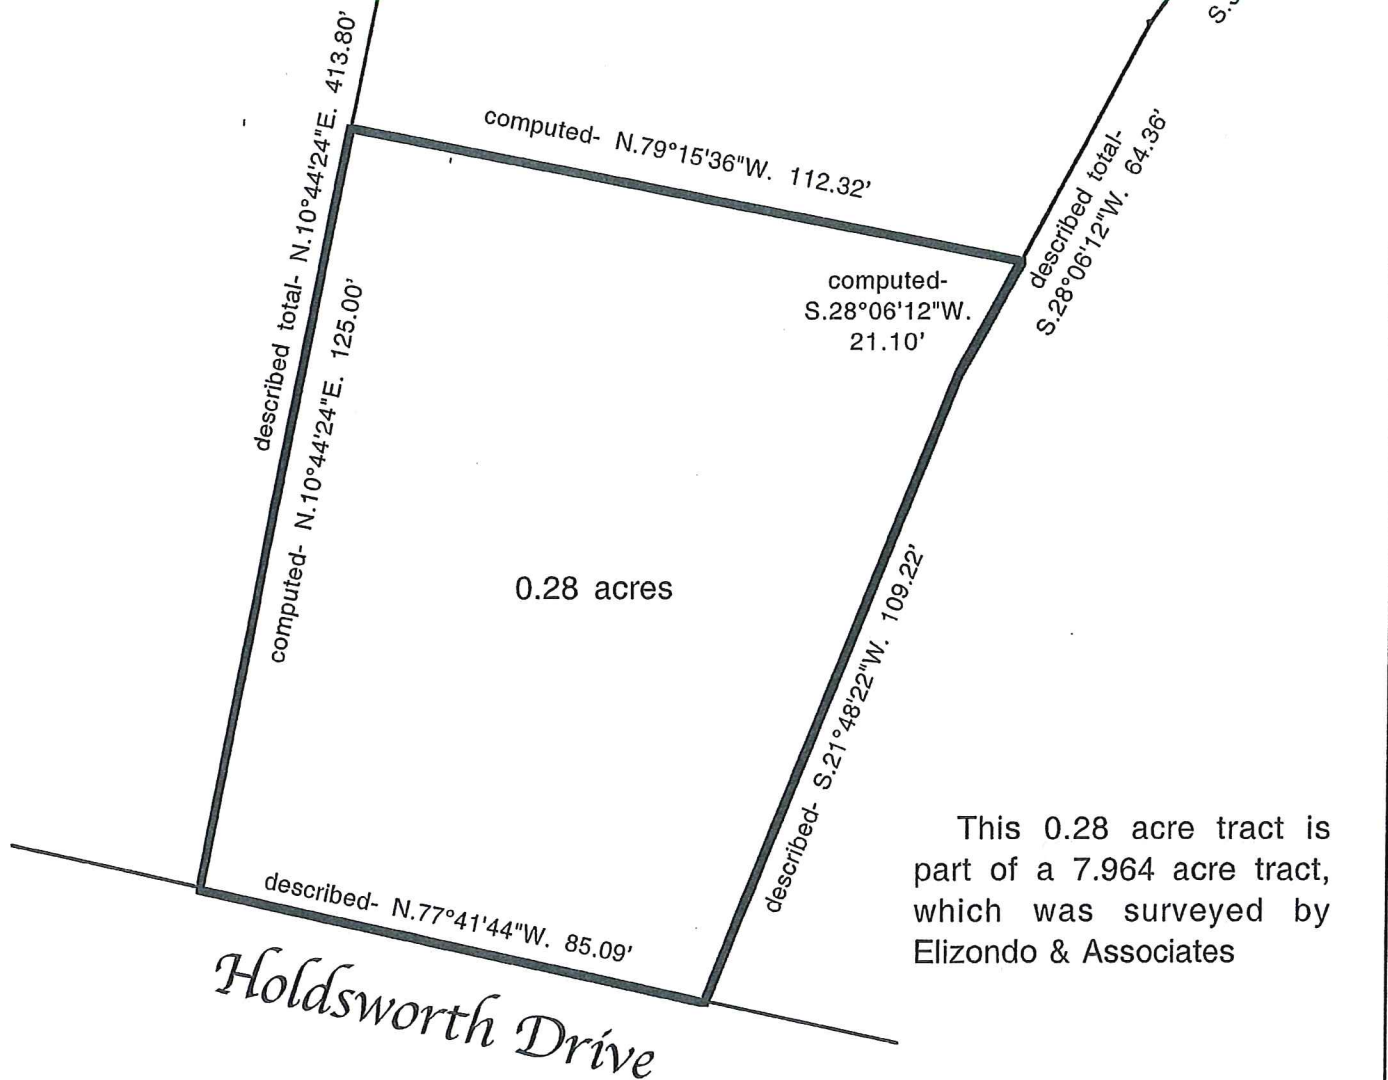 described total- N.10°44'24"E. 413.80'
computed- N.79°15'36"W. 112.32'
described total-
S.28°06'12"W. 64.36'
computed-
S.28°06'12"W.
21.10'
computed- N.10°44'24"E. 125.00'
0.28 acres
described- S.21°48'22"W. 109.22'
described- N.77°41'44"W. 85.09'
Holdsworth Drive
This 0.28 acre tract is
part of a 7.964 acre tract,
which was surveyed by
Elizondo & Associates